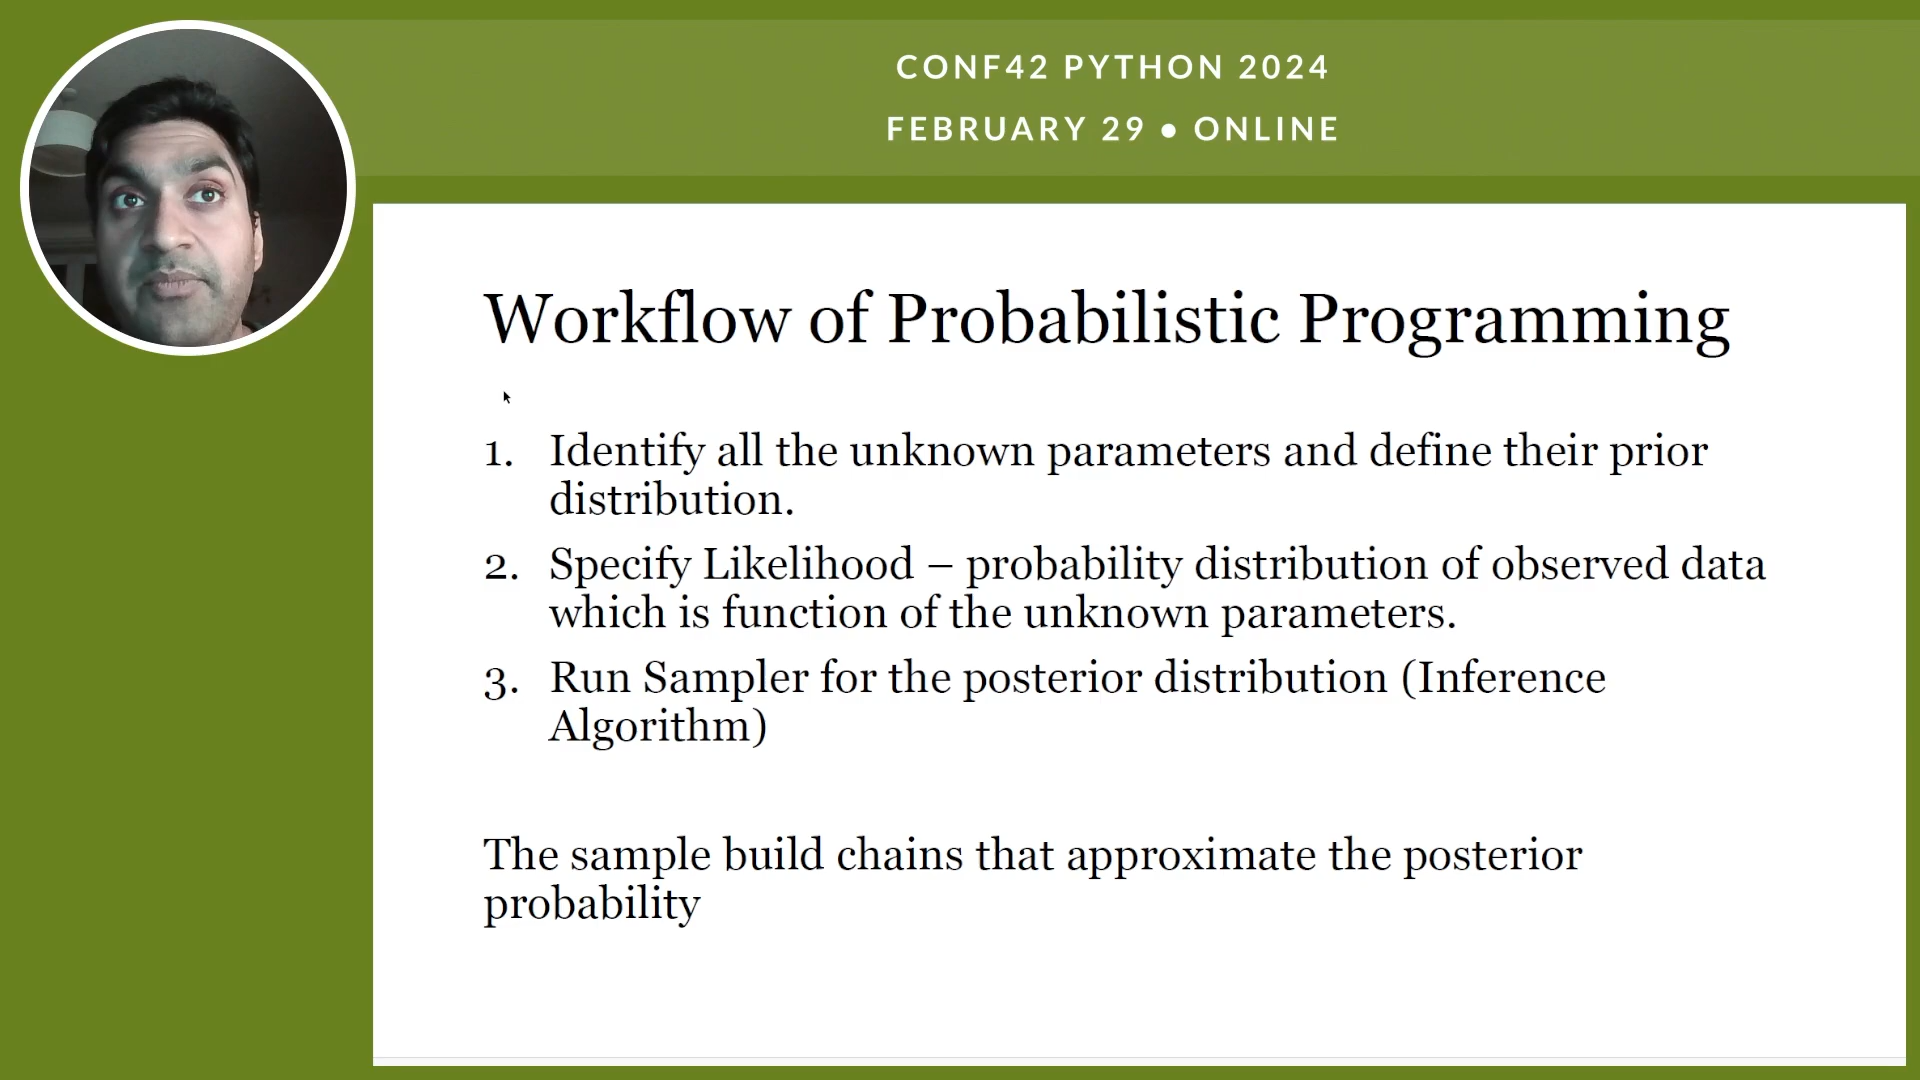 CONF42 PYTHON 2024
FEBRUARY 29 • ONLINE
Workflow of Probabilistic Programming
1. Identify all the unknown parameters and define their prior
distribution.
2. Specify Likelihood – probability distribution of observed data
which is function of the unknown parameters.
3. Run Sampler for the posterior distribution (Inference
Algorithm)
The sample build chains that approximate the posterior
probability